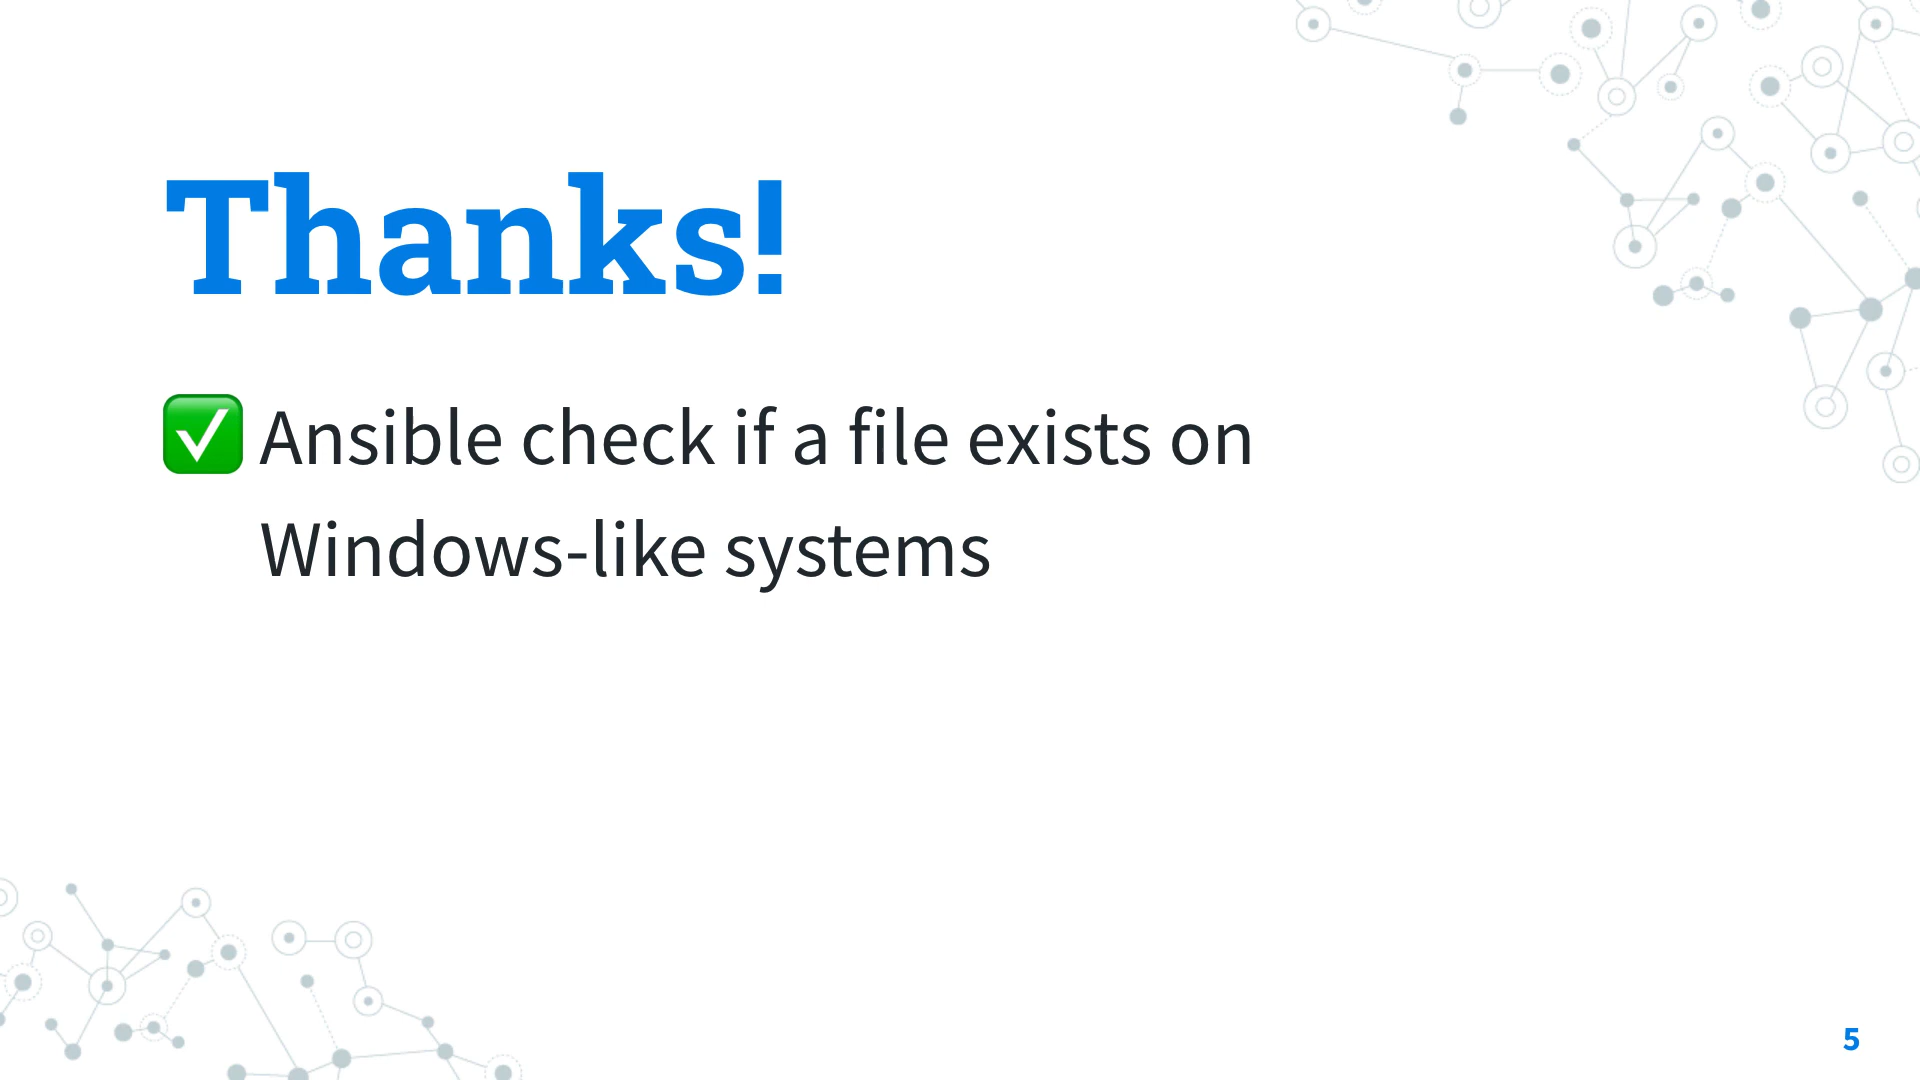 Thanks!
✅ Ansible check if a file exists on
Windows-like systems
5